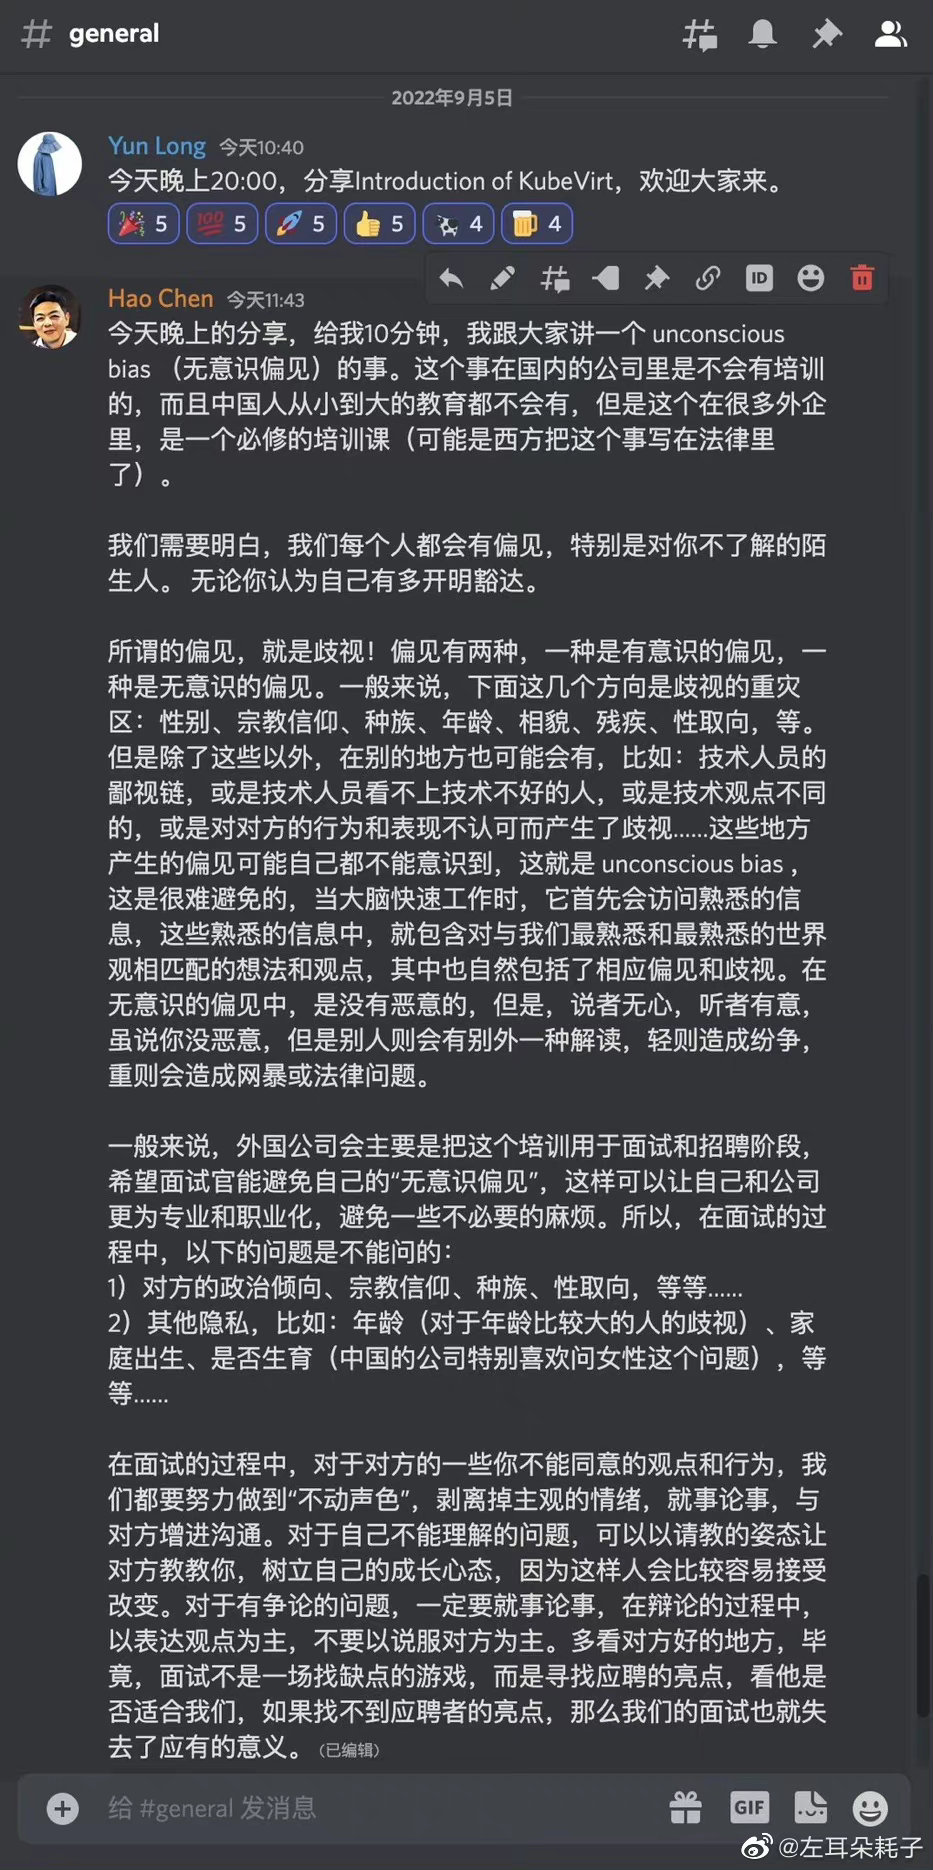 # general
2022年9月5日
Yun Long 今天10:40
今天晚上20:00，分享Introduction of KubeVirt，欢迎大家来。
🎉 5 💯 5 🚀 5 👍 5 🐄 4 🍺 4
ID
Hao Chen 今天11:43
今天晚上的分享，给我10分钟，我跟大家讲一个 unconscious
bias （无意识偏见）的事。这个事在国内的公司里是不会有培训
的，而且中国人从小到大的教育都不会有，但是这个在很多外企
里，是一个必修的培训课（可能是西方把这个事写在法律里
了）。
我们需要明白，我们每个人都会有偏见，特别是对你不了解的陌
生人。 无论你认为自己有多开明豁达。
所谓的偏见，就是歧视！偏见有两种，一种是有意识的偏见，一
种是无意识的偏见。一般来说，下面这几个方向是歧视的重灾
区：性别、宗教信仰、种族、年龄、相貌、残疾、性取向，等。
但是除了这些以外，在别的地方也可能会有，比如：技术人员的
鄙视链，或是技术人员看不上技术不好的人，或是技术观点不同
的，或是对对方的行为和表现不认可而产生了歧视......这些地方
产生的偏见可能自己都不能意识到，这就是 unconscious bias ，
这是很难避免的，当大脑快速工作时，它首先会访问熟悉的信
息，这些熟悉的信息中，就包含对与我们最熟悉和最熟悉的世界
观相匹配的想法和观点，其中也自然包括了相应偏见和歧视。在
无意识的偏见中，是没有恶意的，但是，说者无心，听者有意，
虽说你没恶意，但是别人则会有别外一种解读，轻则造成纷争，
重则会造成网暴或法律问题。
一般来说，外国公司会主要是把这个培训用于面试和招聘阶段，
希望面试官能避免自己的“无意识偏见”，这样可以让自己和公司
更为专业和职业化，避免一些不必要的麻烦。所以，在面试的过
程中，以下的问题是不能问的：
1）对方的政治倾向、宗教信仰、种族、性取向，等等......
2）其他隐私，比如：年龄（对于年龄比较大的人的歧视）、家
庭出生、是否生育（中国的公司特别喜欢问女性这个问题），等
等......
在面试的过程中，对于对方的一些你不能同意的观点和行为，我
们都要努力做到“不动声色”，剥离掉主观的情绪，就事论事，与
对方增进沟通。对于自己不能理解的问题，可以以请教的姿态让
对方教教你，树立自己的成长心态，因为这样人会比较容易接受
改变。对于有争论的问题，一定要就事论事，在辩论的过程中，
以表达观点为主，不要以说服对方为主。多看对方好的地方，毕
竟，面试不是一场找缺点的游戏，而是寻找应聘的亮点，看他是
否适合我们，如果找不到应聘者的亮点，那么我们的面试也就失
去了应有的意义。（已编辑）
给 #general 发消息
GIF
@左耳朵耗子